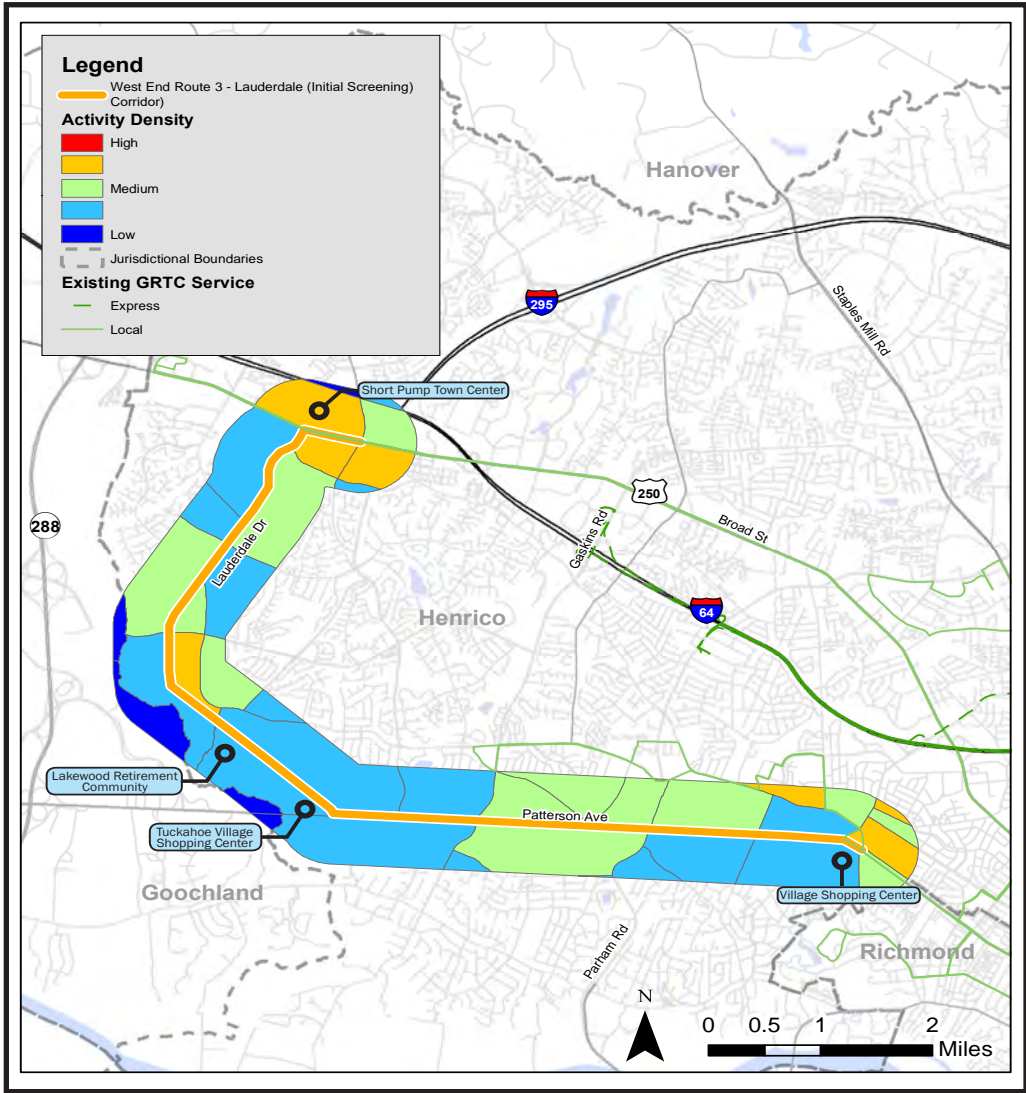 Legend
West End Route 3 - Lauderdale (Initial Screening)
Corridor)
Activity Density
High
Medium
Low
Jurisdictional Boundaries
Existing GRTC Service
Express
Local
Hanover
295
Staples Mill Rd
Short Pump Town Center
250
Broad St
288
Gaskins Rd
Lauderdale Dr
64
Henrico
Lakewood Retirement
Community
Tuckahoe Village
Shopping Center
Patterson Ave
Goochland
Village Shopping Center
Richmond
Parham Rd
N
0 0.5 1 2
Miles